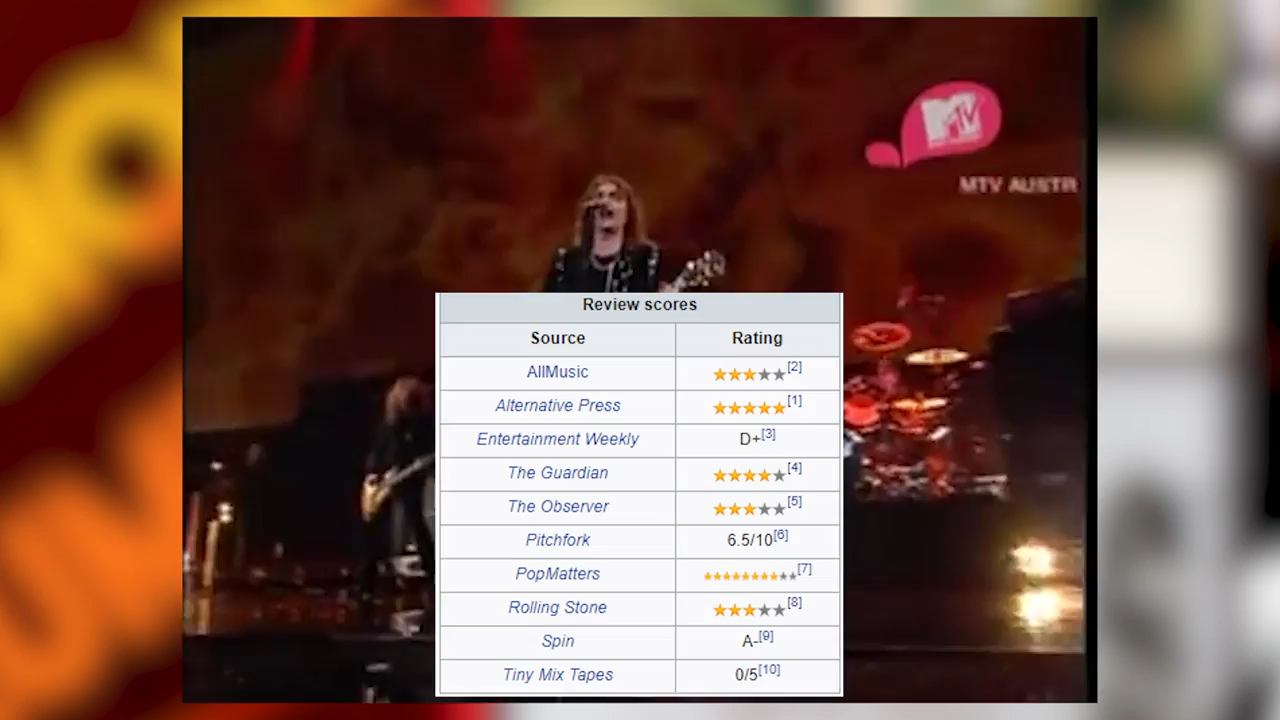 MTV
MTV AUSTR
Review scores
Source Rating
AllMusic ★★★★★[2]
Alternative Press ★★★★★[1]
Entertainment Weekly D+[3]
The Guardian ★★★★★[4]
The Observer ★★★★★[5]
Pitchfork 6.5/10[6]
PopMatters ★★★★★★★★★★[7]
Rolling Stone ★★★★★[8]
Spin A-[9]
Tiny Mix Tapes 0/5[10]